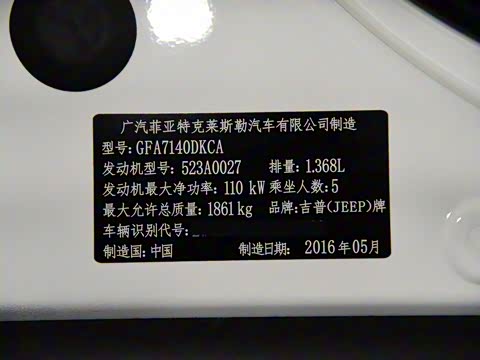 广汽菲亚特克莱斯勒汽车有限公司制造
型号:GFA7140DKCA
发动机型号:523A0027 排量:1.368L
发动机最大净功率:110 kW 乘坐人数:5
最大允许总质量:1861kg 品牌:吉普(JEEP)牌
车辆识别代号:
制造国:中国 制造日期: 2016年05月